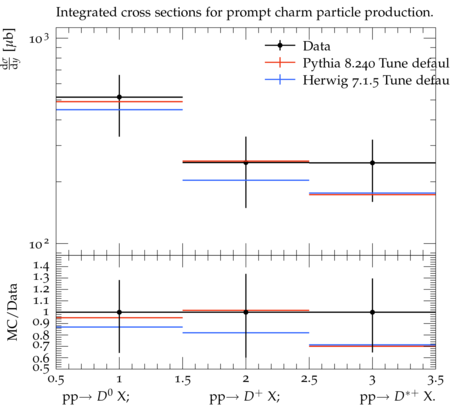 Integrated cross sections for prompt charm particle production.
dσ/dy [μb]
10³
Data
Pythia 8.240 Tune defaul
Herwig 7.1.5 Tune defau
10²
MC/Data
1.4
1.3
1.2
1.1
1
0.9
0.8
0.7
0.6
0.5
0.5 1 1.5 2 2.5 3 3.5
pp→ D⁰ X; pp→ D⁺ X; pp→ D*⁺ X.